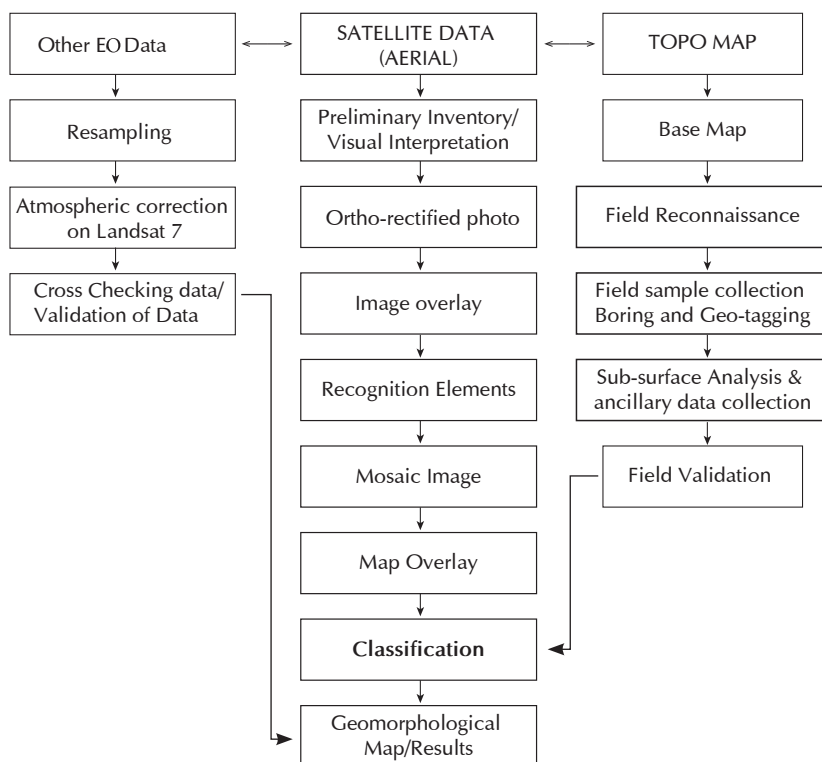 Other EO Data
SATELLITE DATA
(AERIAL)
TOPO MAP
Resampling
Preliminary Inventory/
Visual Interpretation
Base Map
Atmospheric correction
on Landsat 7
Ortho-rectified photo
Field Reconnaissance
Cross Checking data/
Validation of Data
Image overlay
Field sample collection
Boring and Geo-tagging
Recognition Elements
Sub-surface Analysis &
ancillary data collection
Mosaic Image
Field Validation
Map Overlay
Classification
Geomorphological
Map/Results